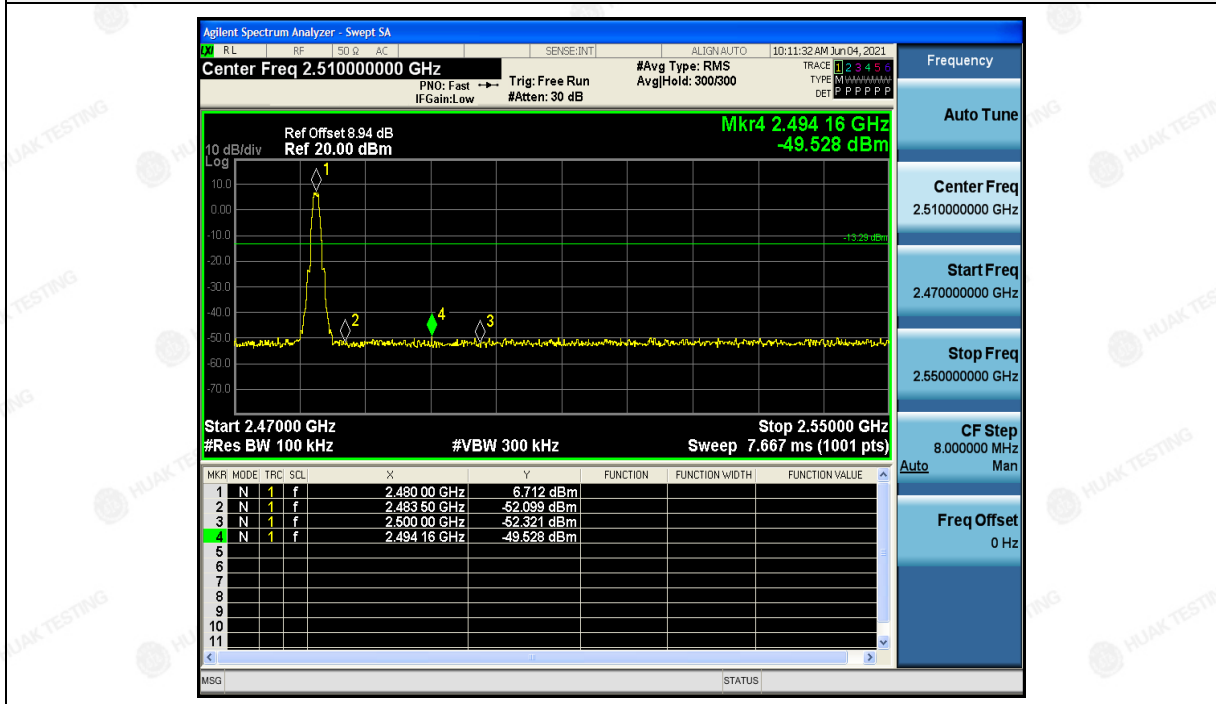 Agilent Spectrum Analyzer - Swept SA
LXI RL RF 50 Ω AC SENSE:INT ALIGN AUTO 10:11:32 AM Jun 04, 2021
Center Freq 2.510000000 GHz
PNO: Fast
IFGain:Low
Trig: Free Run
#Atten: 30 dB
#Avg Type: RMS
Avg|Hold: 300/300
TRACE 1 2 3 4 5 6
TYPE M WWWWW
DET P P P P P P
Frequency
Auto Tune
Center Freq
2.510000000 GHz
Start Freq
2.470000000 GHz
Stop Freq
2.550000000 GHz
CF Step
8.000000 MHz
Auto Man
Freq Offset
0 Hz
Mkr4 2.494 16 GHz
-49.528 dBm
Ref Offset 8.94 dB
10 dB/div Ref 20.00 dBm
Log
10.0
0.00
-10.0
-20.0
-30.0
-40.0
-50.0
-60.0
-70.0
1
2
4
3
-13.29 dBm
Start 2.47000 GHz Stop 2.55000 GHz
#Res BW 100 kHz #VBW 300 kHz Sweep 7.667 ms (1001 pts)
MKR MODE TRC SCL X Y FUNCTION FUNCTION WIDTH FUNCTION VALUE
1 N 1 f 2.480 00 GHz 6.712 dBm
2 N 1 f 2.483 50 GHz -52.099 dBm
3 N 1 f 2.500 00 GHz -52.321 dBm
4 N 1 f 2.494 16 GHz -49.528 dBm
5
6
7
8
9
10
11
MSG STATUS
HUAK TESTING